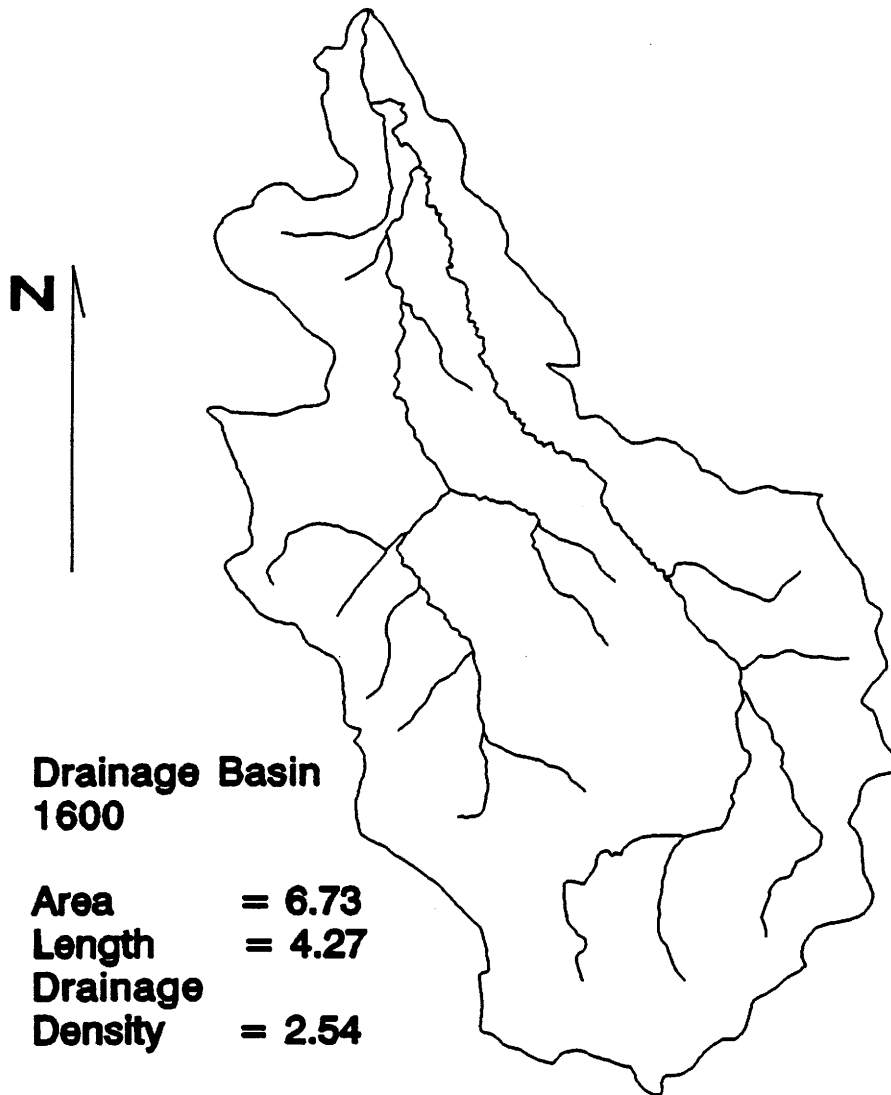 N
Drainage Basin
1600
Area = 6.73
Length = 4.27
Drainage
Density = 2.54